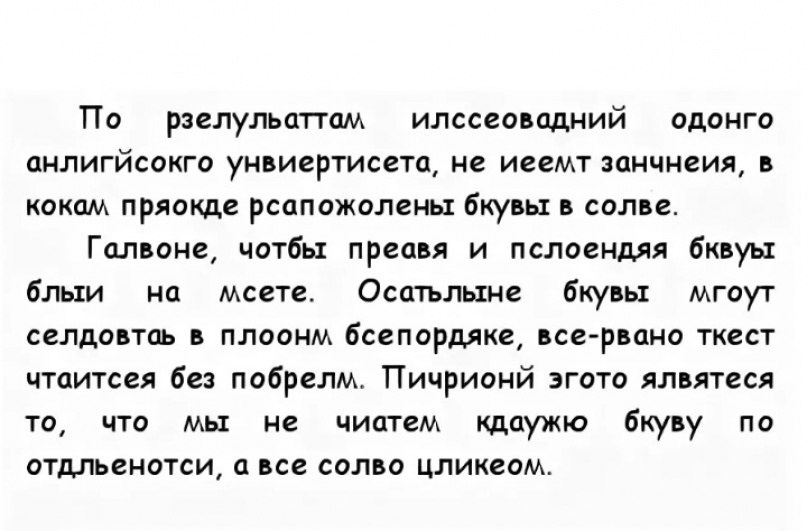 По рзелульаттам илссеовадний одонго
анлигйсокго унвиертисета, не иеемт занчнеия, в
кокам пряокде рсапожолены бкувы в солве.
Галвоне, чотбы преавя и пслоендяя бквуы
блыи на мсете. Осатьлыне бкувы мгоут
селдовтаь в плоонм бсепордяке, все-рвано ткест
чтаитсея без побрелм. Пичрионй эгото ялвятеся
то, что мы не чиатем кдаужю бкуву по
отдльенотси, а все солво цликеом.